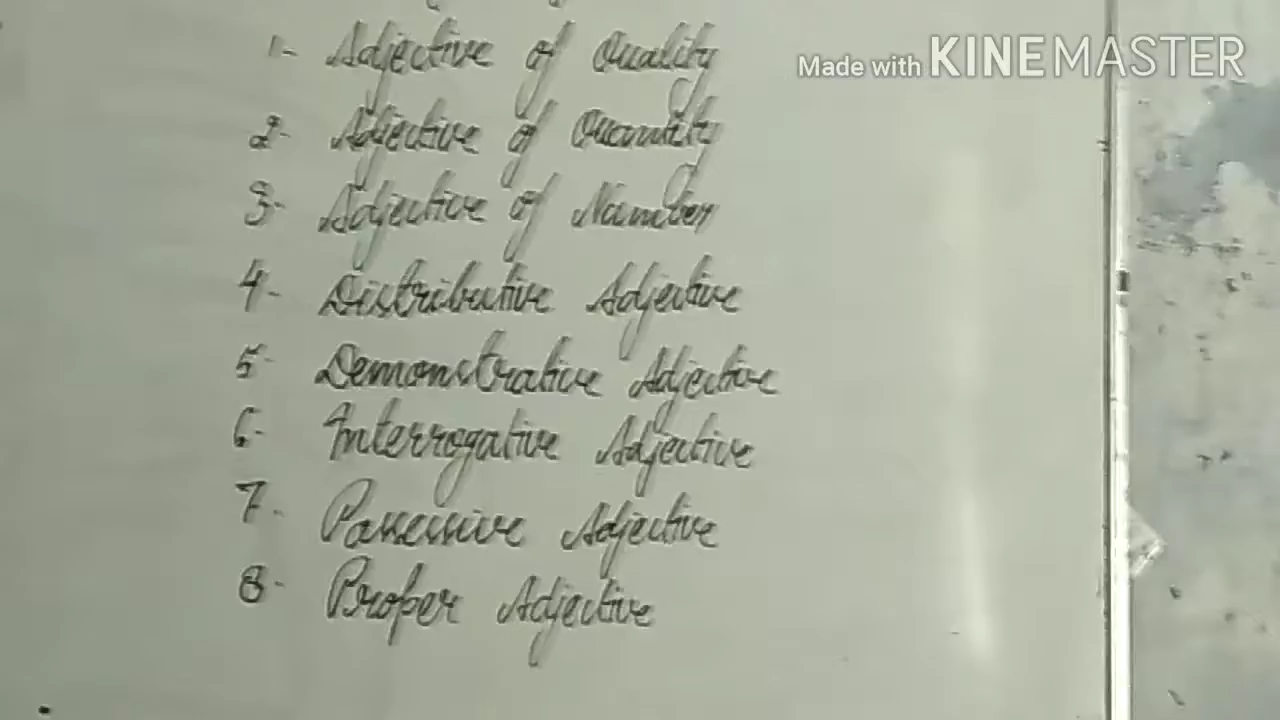 Made with KINEMASTER
1- Adjective of Quality
2- Adjective of Quantity
3- Adjective of Number
4- Distributive Adjective
5- Demonstrative Adjective
6- Interrogative Adjective
7- Possessive Adjective
8- Proper Adjective